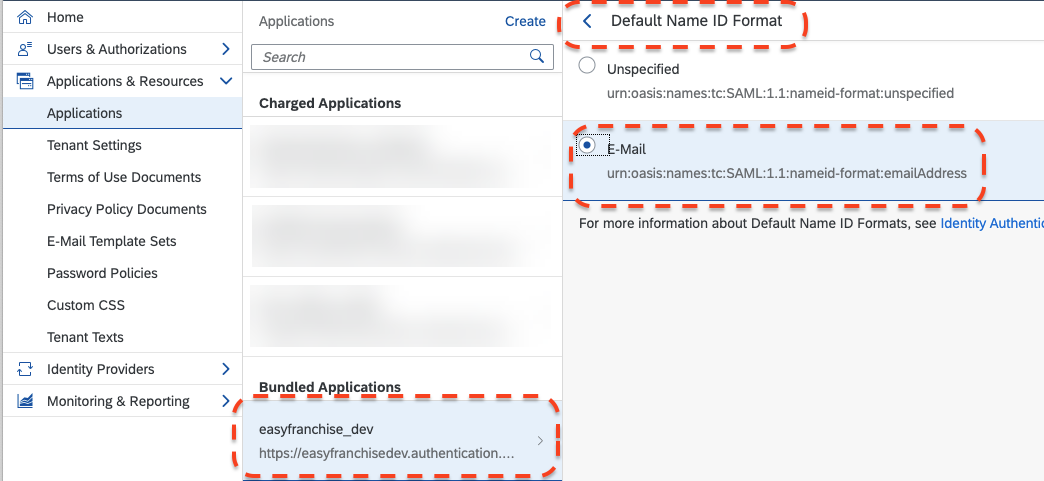 Home
Users & Authorizations
Applications & Resources
Applications
Tenant Settings
Terms of Use Documents
Privacy Policy Documents
E-Mail Template Sets
Password Policies
Custom CSS
Tenant Texts
Identity Providers
Monitoring & Reporting
Applications
Create
Search
Charged Applications
Bundled Applications
easyfranchise_dev
https://easyfranchisedev.authentication....
Default Name ID Format
Unspecified
urn:oasis:names:tc:SAML:1.1:nameid-format:unspecified
E-Mail
urn:oasis:names:tc:SAML:1.1:nameid-format:emailAddress
For more information about Default Name ID Formats, see Identity Authentic